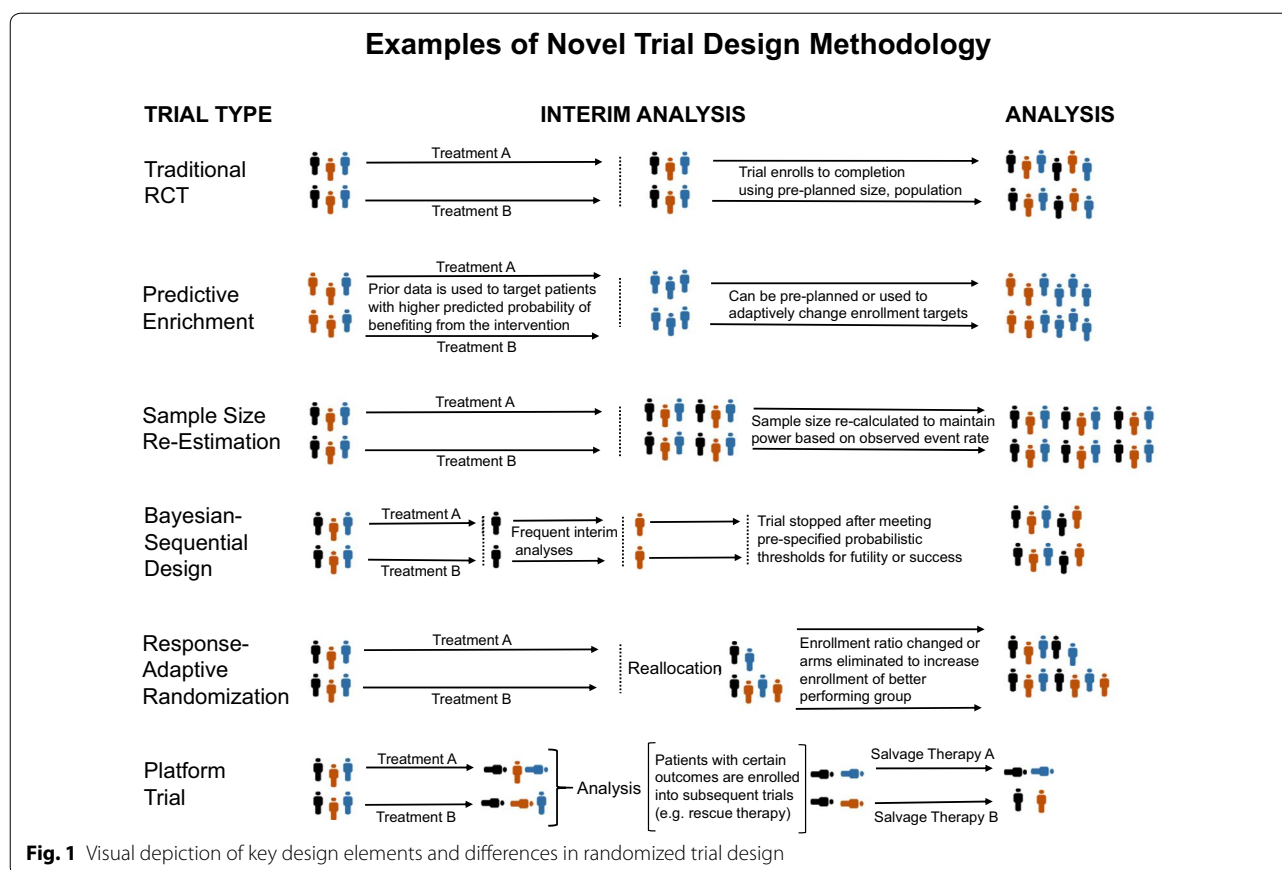 Examples of Novel Trial Design Methodology
TRIAL TYPE
INTERIM ANALYSIS
ANALYSIS
Traditional
RCT
Treatment A
Treatment B
Trial enrolls to completion
using pre-planned size, population
Predictive
Enrichment
Treatment A
Prior data is used to target patients
with higher predicted probability of
benefiting from the intervention
Treatment B
Can be pre-planned or used to
adaptively change enrollment targets
Sample Size
Re-Estimation
Treatment A
Treatment B
Sample size re-calculated to maintain
power based on observed event rate
Bayesian-
Sequential
Design
Treatment A
Treatment B
Frequent interim
analyses
Trial stopped after meeting
pre-specified probabilistic
thresholds for futility or success
Response-
Adaptive
Randomization
Treatment A
Treatment B
Reallocation
Enrollment ratio changed or
arms eliminated to increase
enrollment of better
performing group
Platform
Trial
Treatment A
Treatment B
Analysis
Patients with certain
outcomes are enrolled
into subsequent trials
(e.g. rescue therapy)
Salvage Therapy A
Salvage Therapy B
Fig. 1 Visual depiction of key design elements and differences in randomized trial design